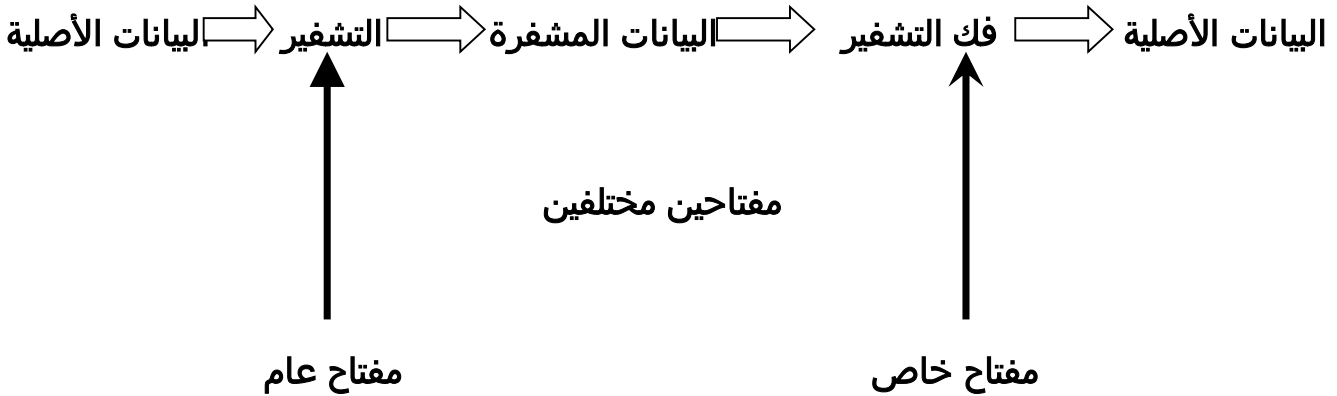 البيانات الأصلية
التشفير
البيانات المشفرة
فك التشفير
البيانات الأصلية
مفتاحين مختلفين
مفتاح عام
مفتاح خاص